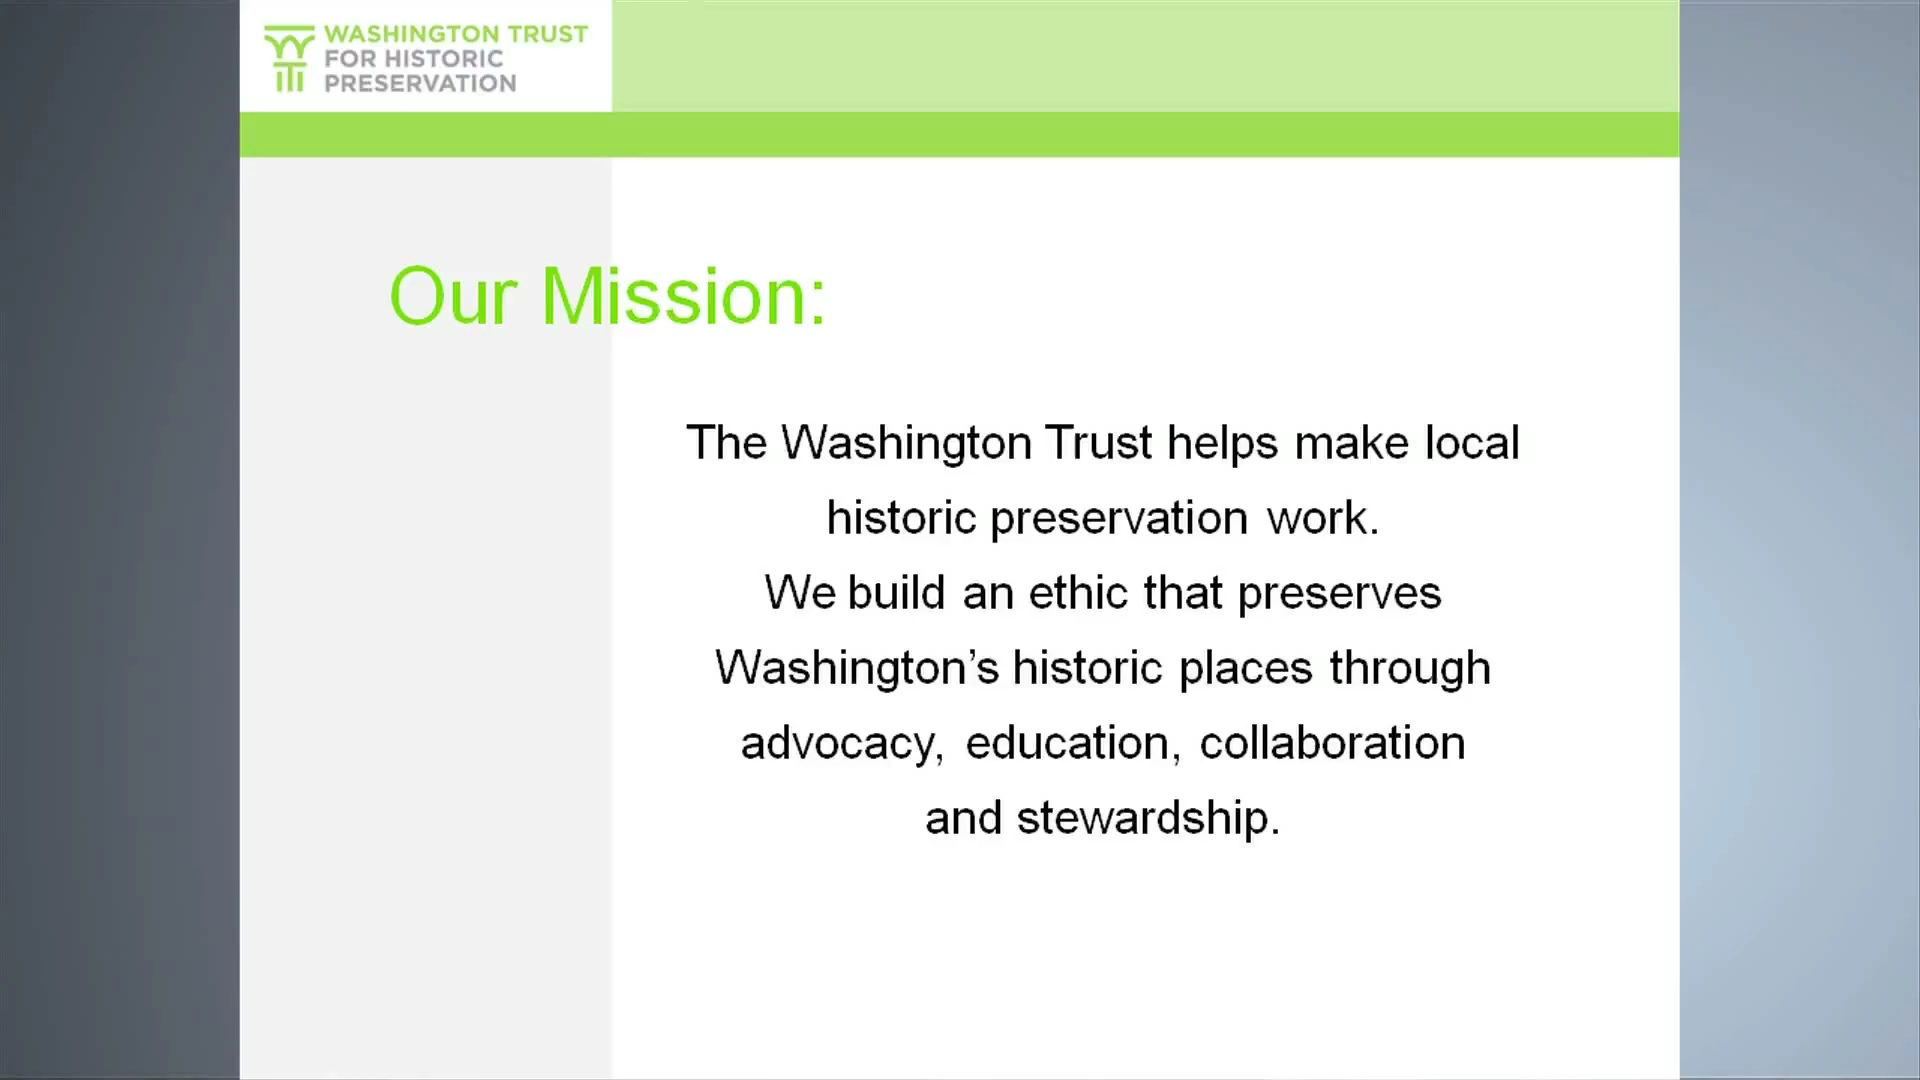 WASHINGTON TRUST
FOR HISTORIC
PRESERVATION
Our Mission:
The Washington Trust helps make local
historic preservation work.
We build an ethic that preserves
Washington’s historic places through
advocacy, education, collaboration
and stewardship.